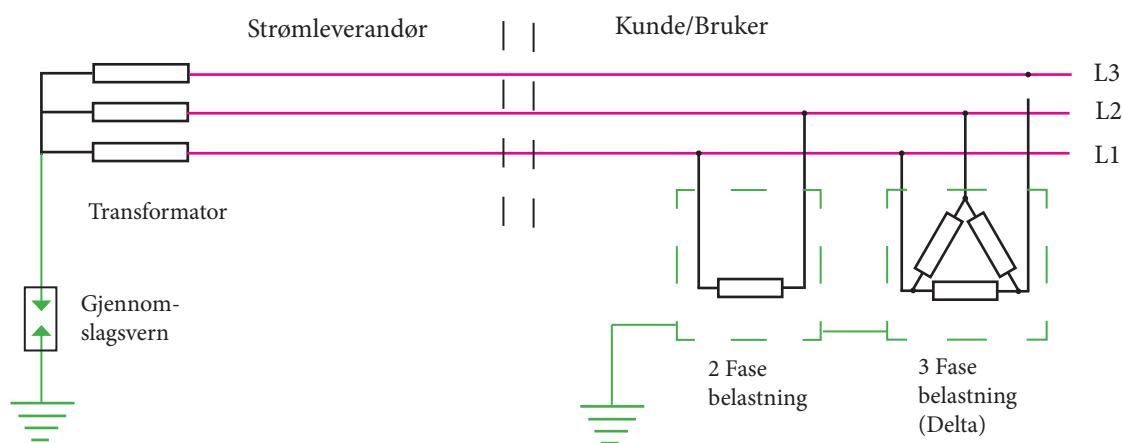 Strømleverandør
Kunde/Bruker
L3
L2
L1
Transformator
Gjennom-
slagsvern
2 Fase
belastning
3 Fase
belastning
(Delta)